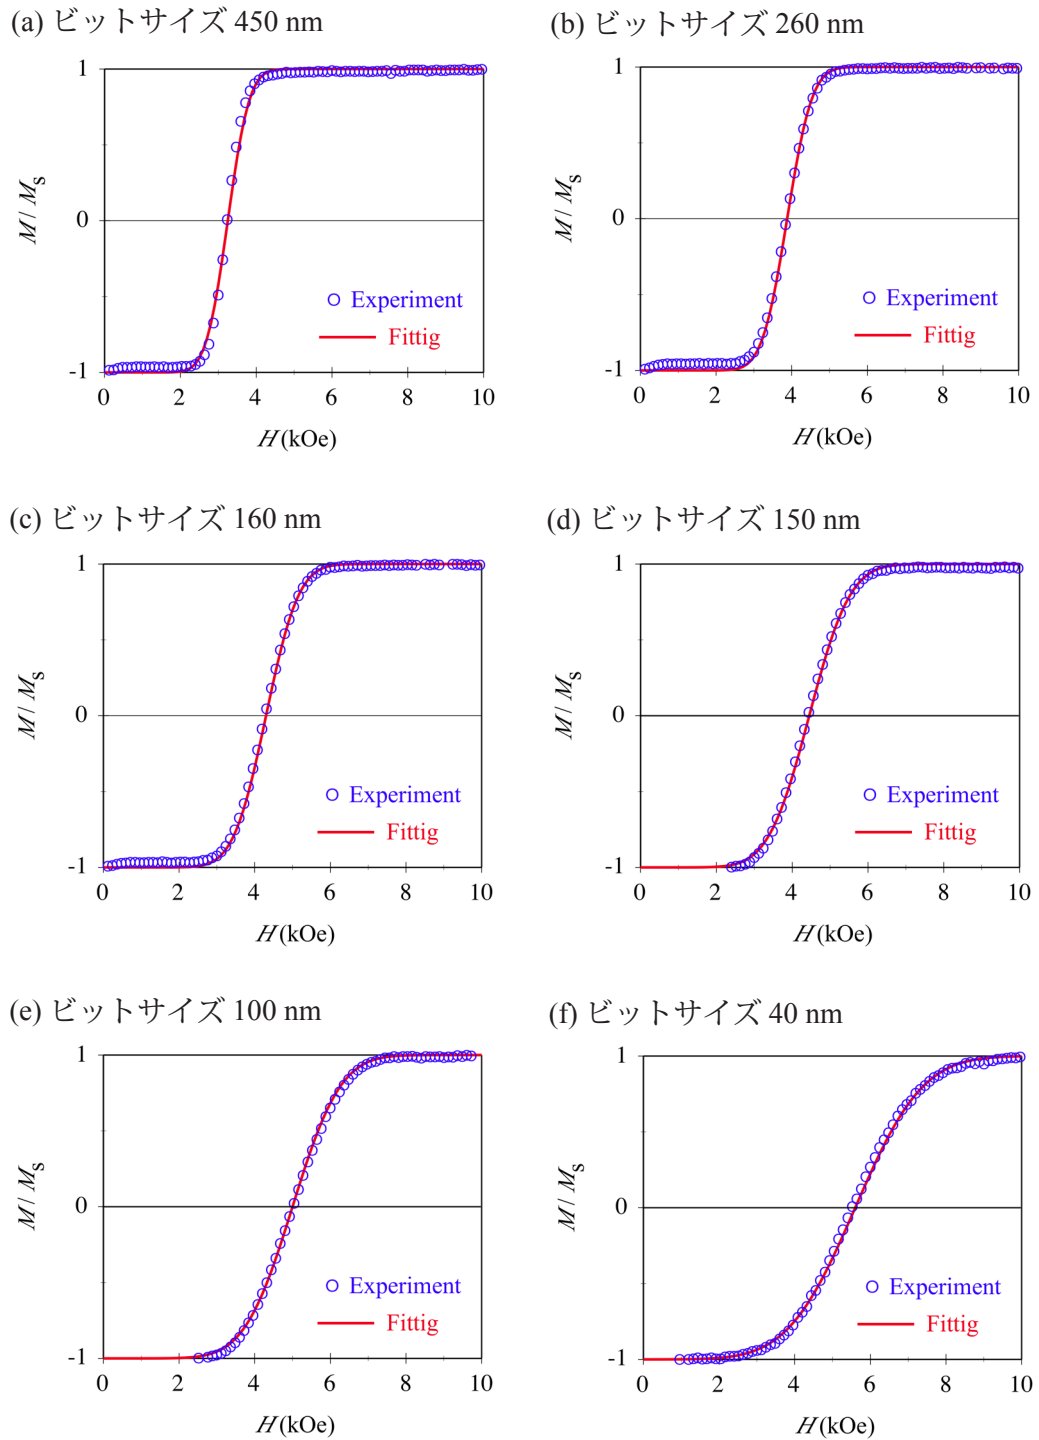 (a) ビットサイズ 450 nm
1
0
-1
M / Ms
0 2 4 6 8 10
H (kOe)
Experiment
Fittig
(b) ビットサイズ 260 nm
1
0
-1
M / Ms
0 2 4 6 8 10
H (kOe)
Experiment
Fittig
(c) ビットサイズ 160 nm
1
0
-1
M / Ms
0 2 4 6 8 10
H (kOe)
Experiment
Fittig
(d) ビットサイズ 150 nm
1
0
-1
M / Ms
0 2 4 6 8 10
H (kOe)
Experiment
Fittig
(e) ビットサイズ 100 nm
1
0
-1
M / Ms
0 2 4 6 8 10
H (kOe)
Experiment
Fittig
(f) ビットサイズ 40 nm
1
0
-1
M / Ms
0 2 4 6 8 10
H (kOe)
Experiment
Fittig